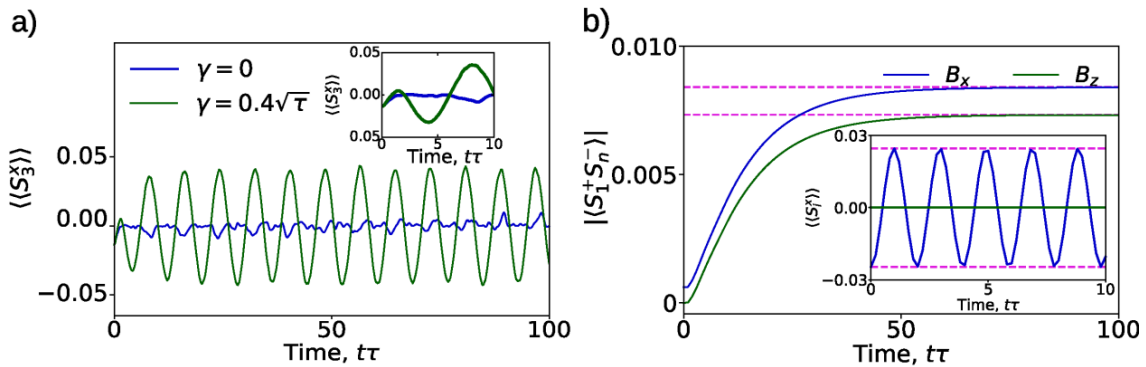 a)
γ = 0
γ = 0.4√τ
⟨⟨S₃ˣ⟩⟩
0.05
0.00
−0.05
0
50
100
Time, tτ
⟨⟨S₃ˣ⟩⟩
0.05
0.00
0.05
0
5
10
Time, tτ
b)
|⟨S₁⁺Sₙ⁻⟩|
0.010
0.005
0
0
50
100
Time, tτ
Bₓ
B_z
0.03
0.00
−0.03
0
5
10
Time, tτ